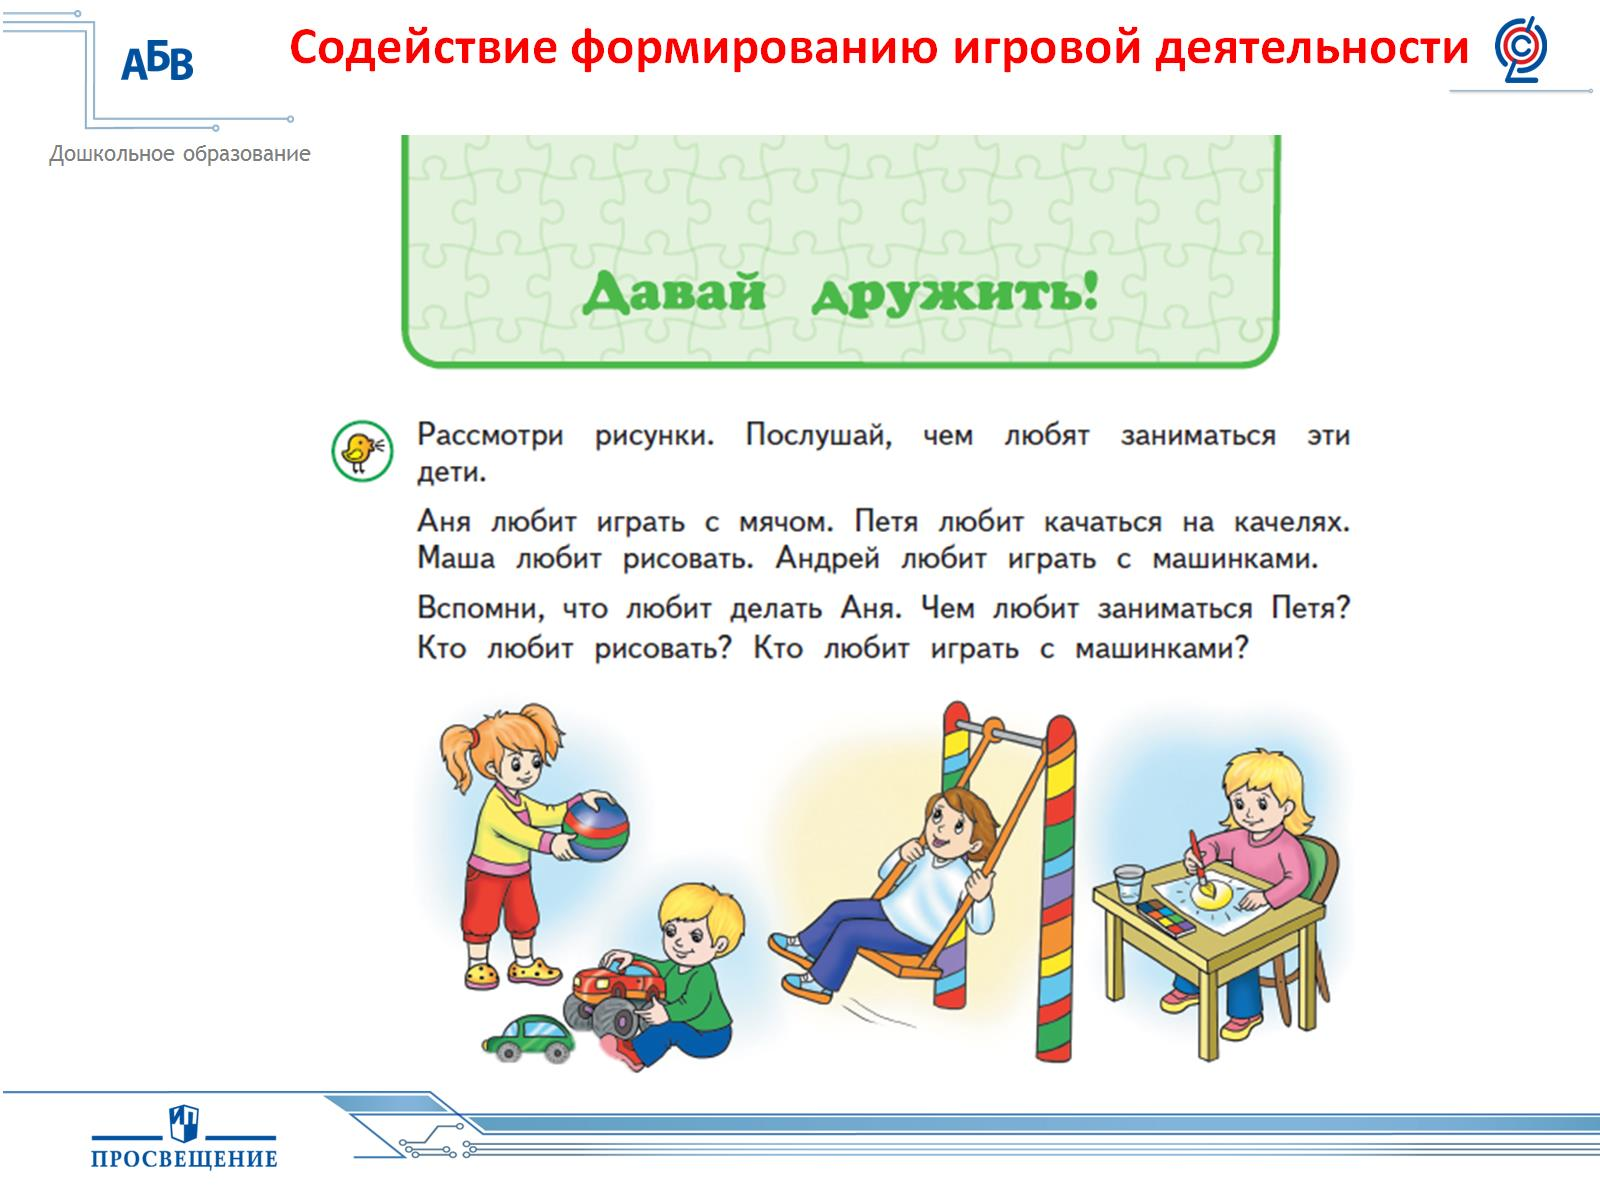 АБВ
Содействие формированию игровой деятельности
Дошкольное образование
Давай дружить!
Рассмотри рисунки. Послушай, чем любят заниматься эти
дети.
Аня любит играть с мячом. Петя любит качаться на качелях.
Маша любит рисовать. Андрей любит играть с машинками.
Вспомни, что любит делать Аня. Чем любит заниматься Петя?
Кто любит рисовать? Кто любит играть с машинками?
ПРОСВЕЩЕНИЕ